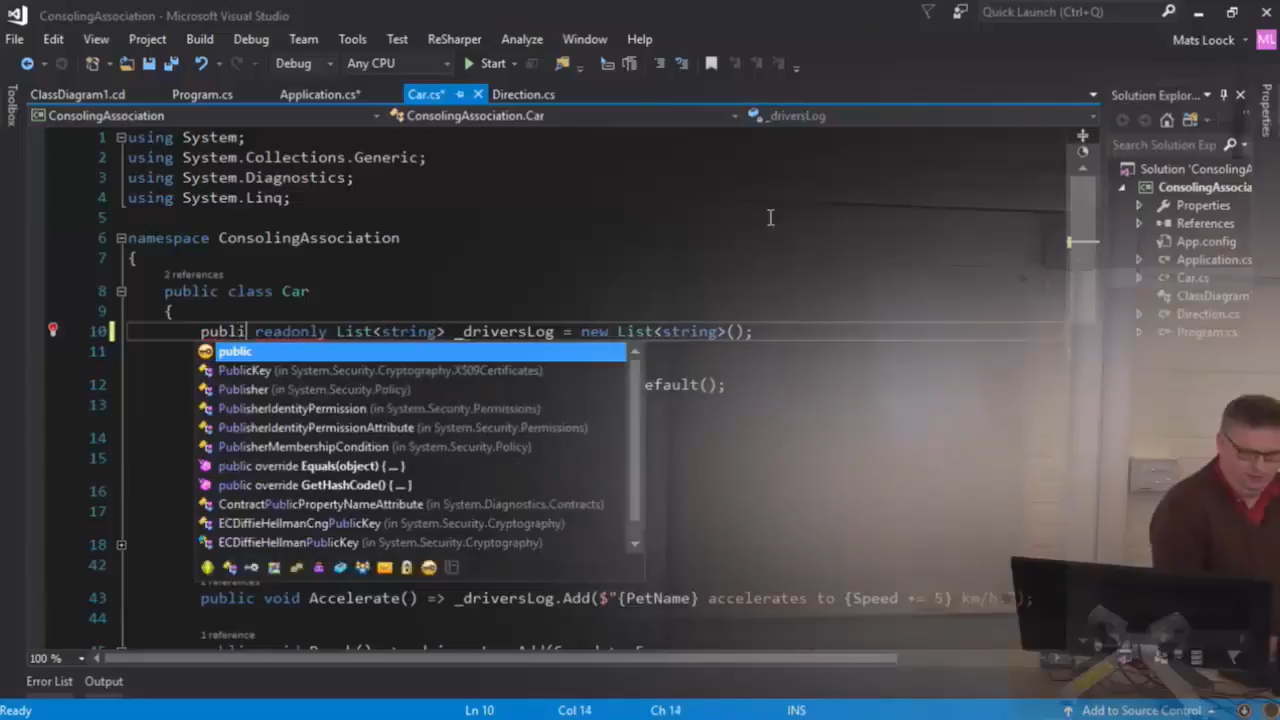 ConsolingAssociation - Microsoft Visual Studio
Quick Launch (Ctrl+Q)
File Edit View Project Build Debug Team Tools Test ReSharper Analyze Window Help
Mats Loock ML
Debug Any CPU Start
Toolbox
ClassDiagram1.cd Program.cs Application.cs* Car.cs* Direction.cs
Solution Explor...
Properties
ConsolingAssociation ConsolingAssociation.Car _driversLog
Search Solution Exp
1 using System;
2 using System.Collections.Generic;
3 using System.Diagnostics;
4 using System.Linq;
5
6 namespace ConsolingAssociation
7 {
2 references
8 public class Car
9 {
10 publi readonly List<string> _driversLog = new List<string>();
11
12 efault();
13
14
15
16
17
18
42
43 public void Accelerate() => _driversLog.Add($"{PetName} accelerates to {Speed += 5} km/h.");
44
1 reference
public
PublicKey (in System.Security.Cryptography.X509Certificates)
Publisher (in System.Security.Policy)
PublisherIdentityPermission (in System.Security.Permissions)
PublisherIdentityPermissionAttribute (in System.Security.Permissions)
PublisherMembershipCondition (in System.Security.Policy)
public override Equals(object) { ... }
public override GetHashCode() { ... }
ContractPublicPropertyNameAttribute (in System.Diagnostics.Contracts)
ECDiffieHellmanCngPublicKey (in System.Security.Cryptography)
ECDiffieHellmanPublicKey (in System.Security.Cryptography)
Solution 'ConsolingA
ConsolingAssocia
Properties
References
App.config
Application.cs
Car.cs
ClassDiagram
Direction.cs
Program.cs
100 %
Error List Output
Ready Ln 10 Col 14 Ch 14 INS Add to Source Control